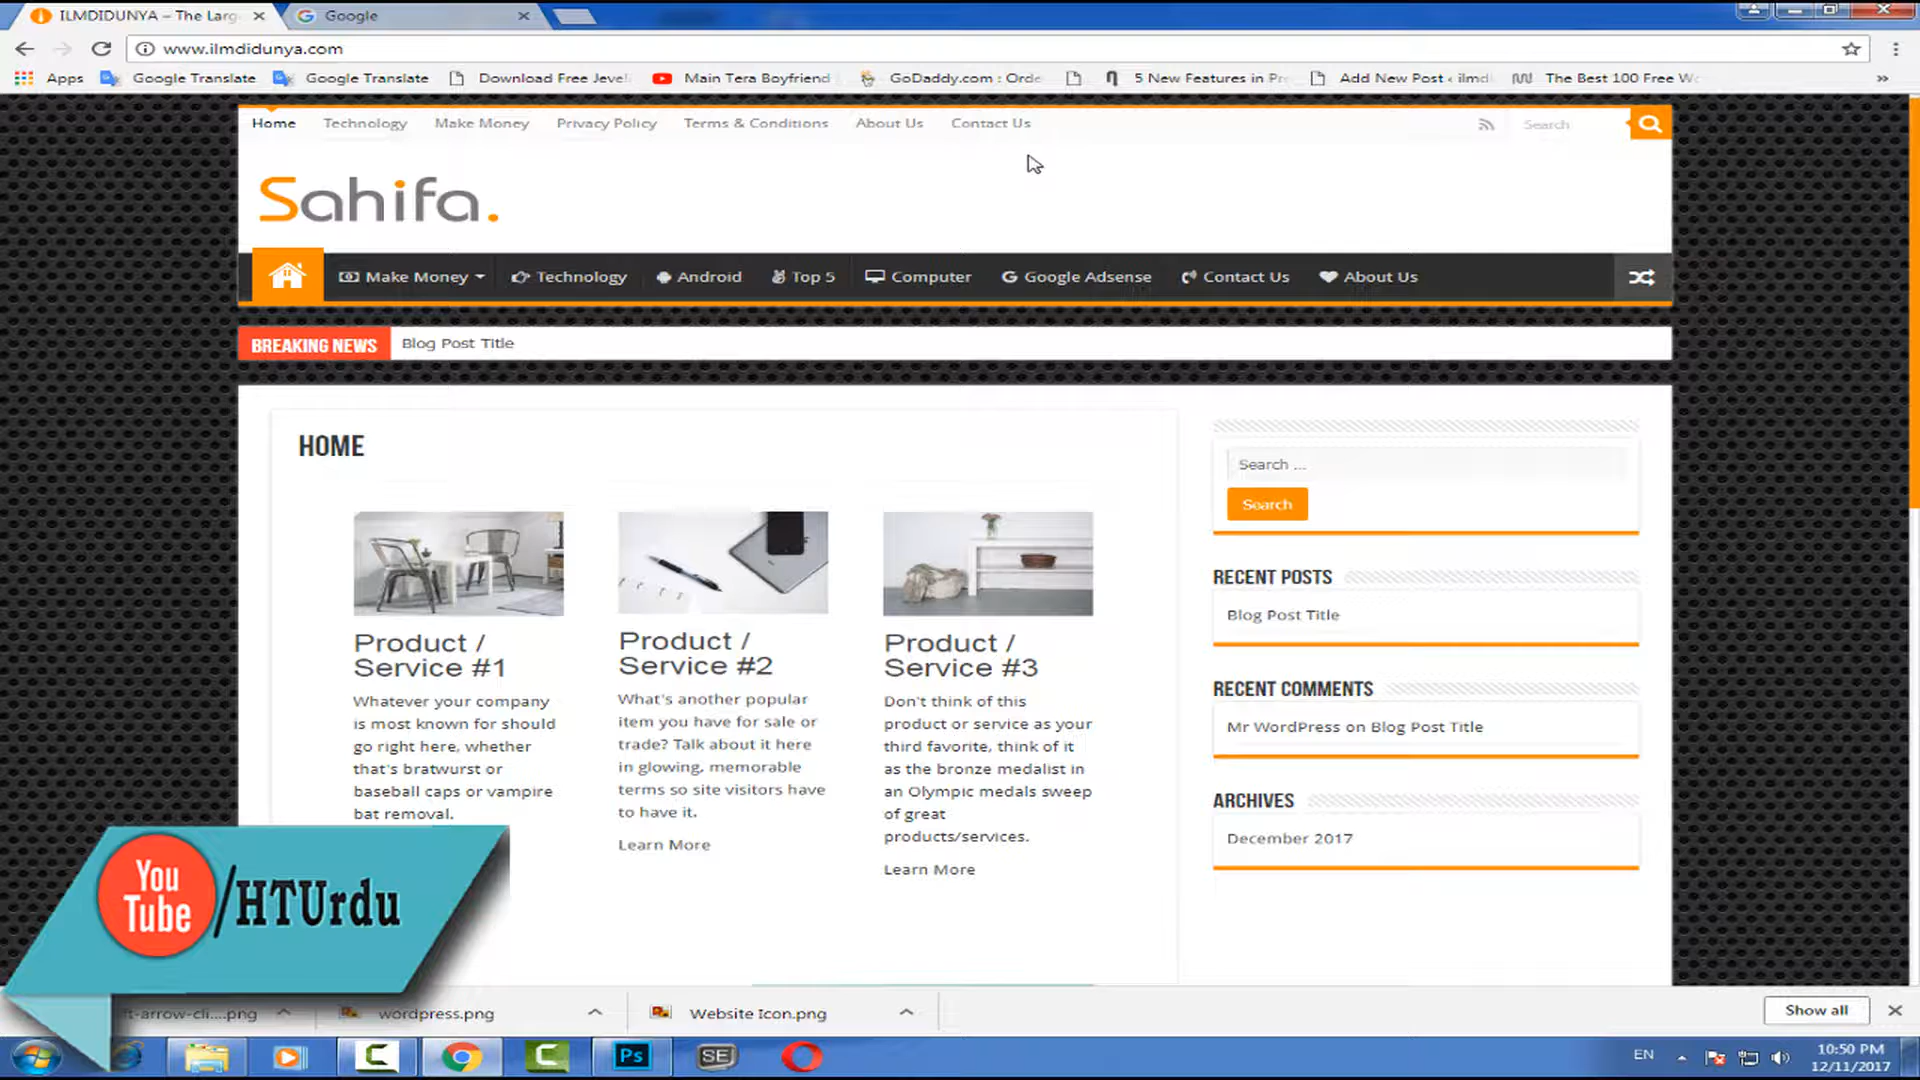 ILMDIDUNYA – The Larg
Google
www.ilmdidunya.com
Apps Google Translate Google Translate Download Free Jeveli Main Tera Boyfriend GoDaddy.com : Orde 5 New Features in Pr Add New Post ‹ ilmdi The Best 100 Free W »
Home Technology Make Money Privacy Policy Terms & Conditions About Us Contact Us Search
Sahifa.
Make Money Technology Android Top 5 Computer Google Adsense Contact Us About Us
BREAKING NEWS Blog Post Title
HOME
Product /
Service #1
Whatever your company
is most known for should
go right here, whether
that's bratwurst or
baseball caps or vampire
bat removal.
Product /
Service #2
What's another popular
item you have for sale or
trade? Talk about it here
in glowing, memorable
terms so site visitors have
to have it.
Learn More
Product /
Service #3
Don't think of this
product or service as your
third favorite, think of it
as the bronze medalist in
an Olympic medals sweep
of great
products/services.
Learn More
Search ...
Search
RECENT POSTS
Blog Post Title
RECENT COMMENTS
Mr WordPress on Blog Post Title
ARCHIVES
December 2017
You
Tube
/HTUrdu
t-arrow-cli....png wordpress.png Website Icon.png Show all
Ps SE EN
10:50 PM
12/11/2017